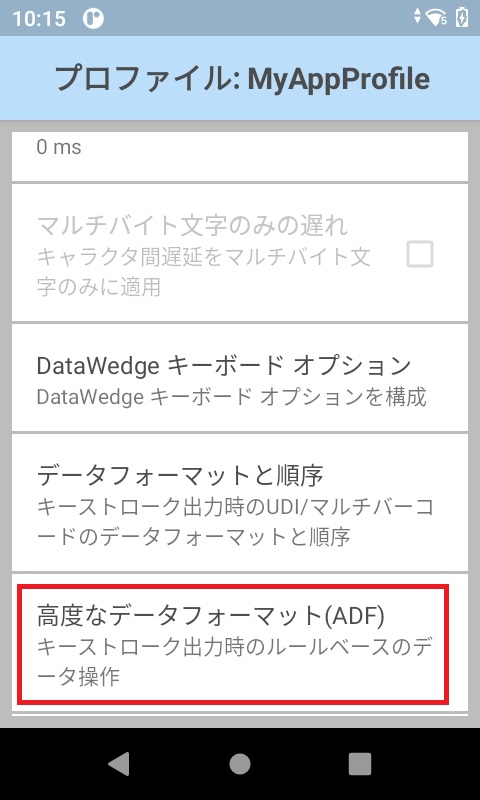 10:15
プロファイル: MyAppProfile
0 ms
マルチバイト文字のみの遅れ
キャラクタ間遅延をマルチバイト文
字のみに適用
DataWedge キーボード オプション
DataWedge キーボード オプションを構成
データフォーマットと順序
キーストローク出力時のUDI/マルチバーコ
ードのデータフォーマットと順序
高度なデータフォーマット(ADF)
キーストローク出力時のルールベースのデ
ータ操作